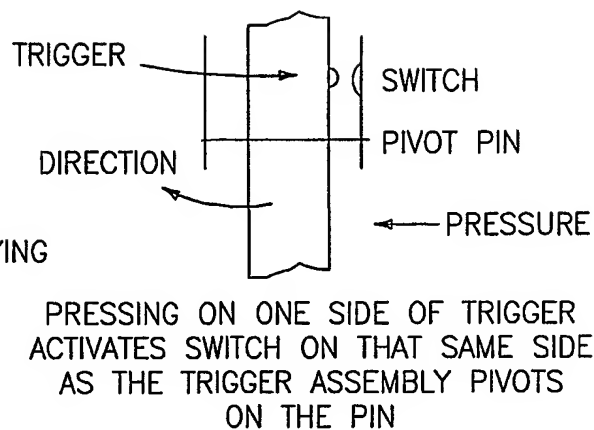 TRIGGER
SWITCH
PIVOT PIN
DIRECTION
PRESSURE
PRESSING ON ONE SIDE OF TRIGGER
ACTIVATES SWITCH ON THAT SAME SIDE
AS THE TRIGGER ASSEMBLY PIVOTS
ON THE PIN